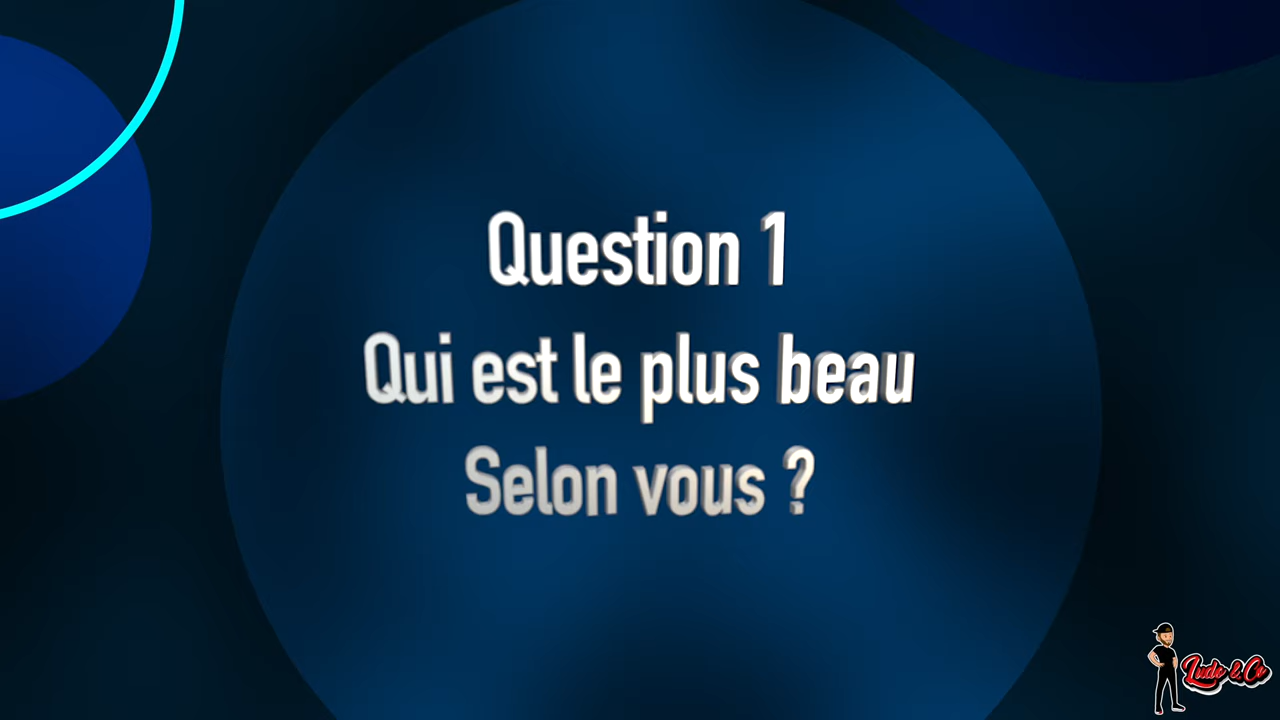 Question 1
Qui est le plus beau
Selon vous ?
Ludo & Co